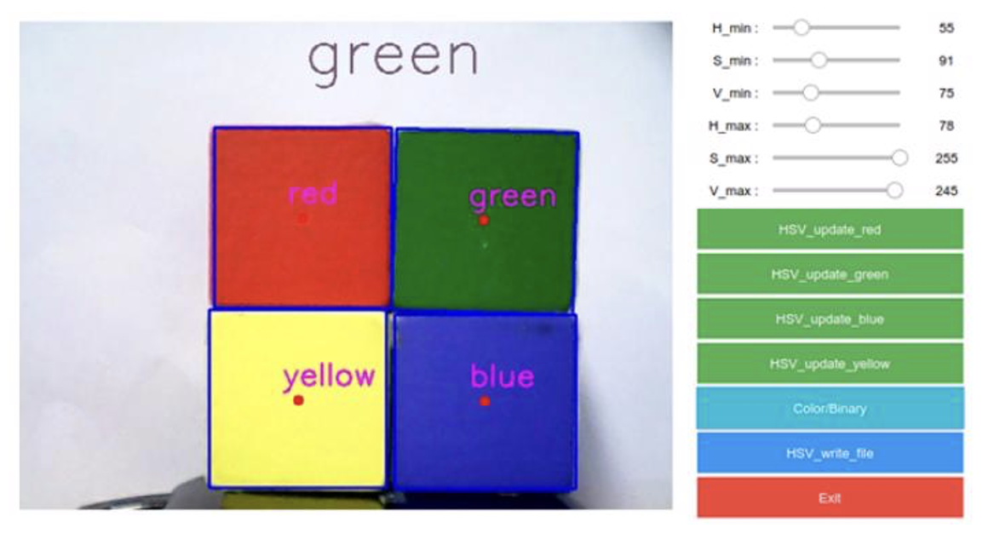 green
red
green
yellow
blue
H_min : 55
S_min : 91
V_min : 75
H_max : 78
S_max : 255
V_max : 245
HSV_update_red
HSV_update_green
HSV_update_blue
HSV_update_yellow
Color/Binary
HSV_write_file
Exit